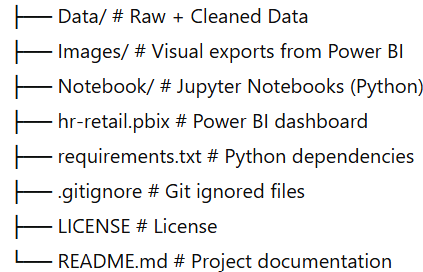 ├── Data/ # Raw + Cleaned Data
├── Images/ # Visual exports from Power BI
├── Notebook/ # Jupyter Notebooks (Python)
├── hr-retail.pbix # Power BI dashboard
├── requirements.txt # Python dependencies
├── .gitignore # Git ignored files
├── LICENSE # License
└── README.md # Project documentation